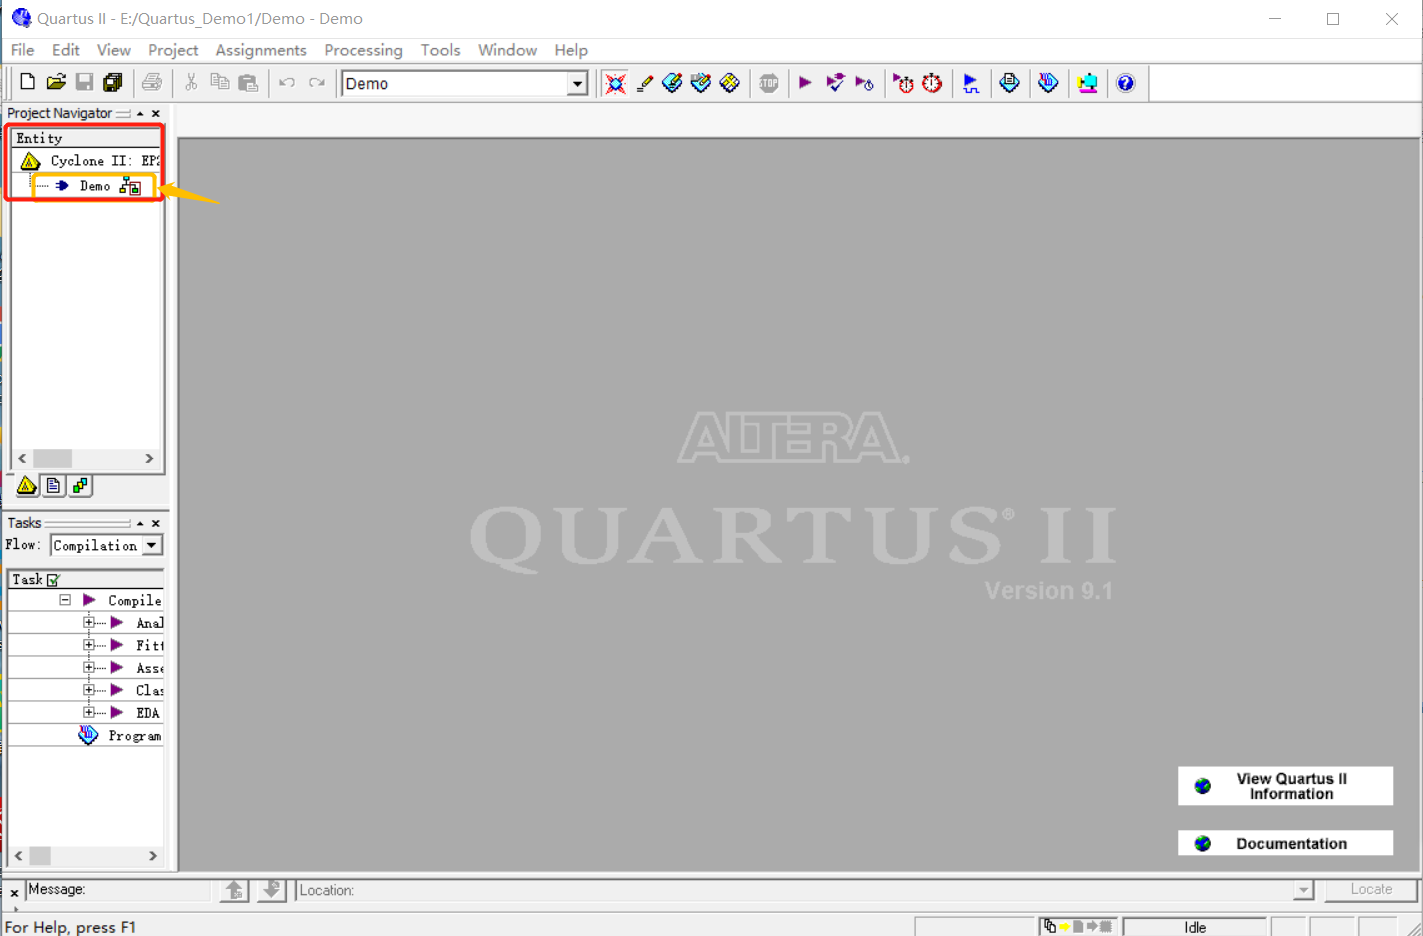 Quartus II - E:/Quartus_Demo1/Demo - Demo
File Edit View Project Assignments Processing Tools Window Help
Demo
STOP
Project Navigator
Entity
Cyclone II: EP2
Demo
ALTERA
QUARTUS® II
Version 9.1
Tasks
Flow: Compilation
Task
Compile
Anal
Fitt
Asse
Clas
EDA
Program
View Quartus II
Information
Documentation
Message:
Location:
Locate
For Help, press F1
Idle